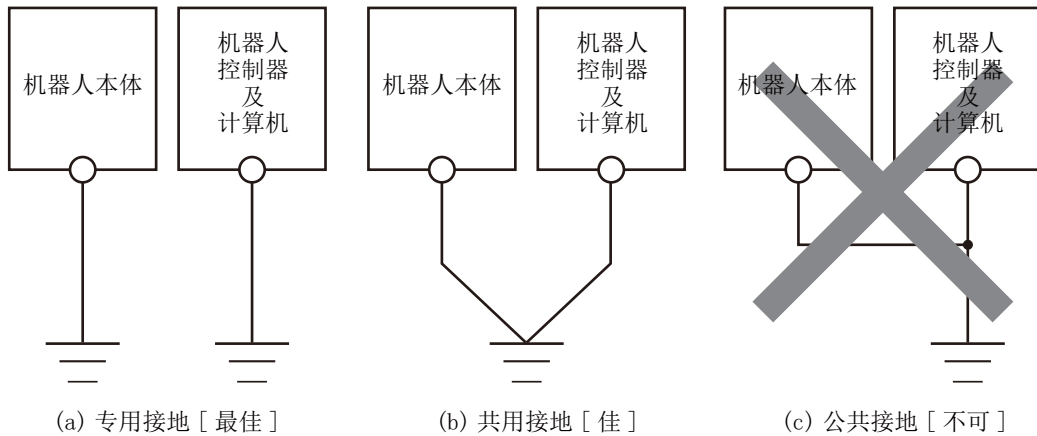 机器人本体
机器人
控制器
及
计算机
机器人本体
机器人
控制器
及
计算机
机器人本体
机器人
控制器
及
计算机
(a) 专用接地 [ 最佳 ]
(b) 共用接地 [ 佳 ]
(c) 公共接地 [ 不可 ]